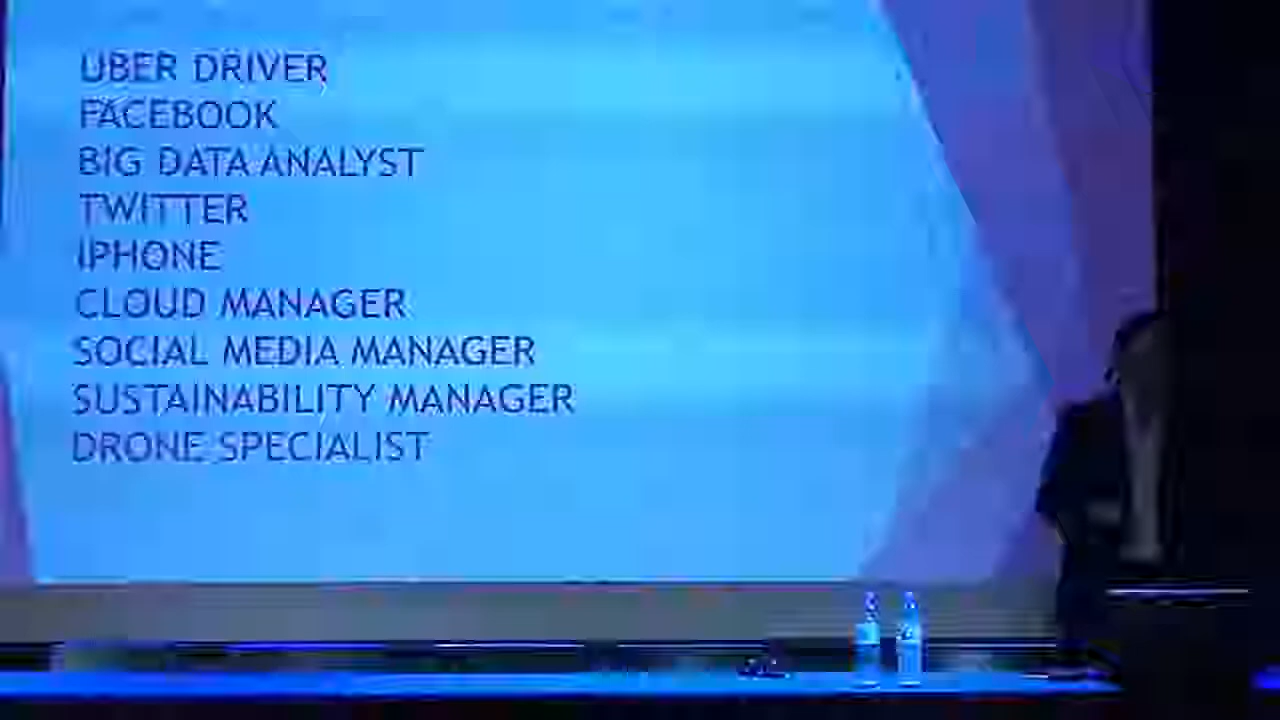 UBER DRIVER
FACEBOOK
BIG DATA ANALYST
TWITTER
IPHONE
CLOUD MANAGER
SOCIAL MEDIA MANAGER
SUSTAINABILITY MANAGER
DRONE SPECIALIST